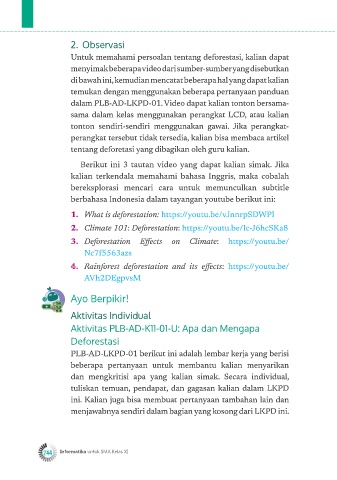 2. Observasi
Untuk memahami persoalan tentang deforestasi, kalian dapat
menyimak beberapa video dari sumber-sumber yang disebutkan
di bawah ini, kemudian mencatat beberapa hal yang dapat kalian
temukan dengan menggunakan beberapa pertanyaan panduan
dalam PLB-AD-LKPD-01. Video dapat kalian tonton bersama-
sama dalam kelas menggunakan perangkat LCD, atau kalian
tonton sendiri-sendiri menggunakan gawai. Jika perangkat-
perangkat tersebut tidak tersedia, kalian bisa membaca artikel
tentang deforetasi yang dibagikan oleh guru kalian.
Berikut ini 3 tautan video yang dapat kalian simak. Jika
kalian terkendala memahami bahasa Inggris, maka cobalah
bereksplorasi mencari cara untuk memunculkan subtitle
berbahasa Indonesia dalam tayangan youtube berikut ini:
1. What is deforestation: https://youtu.be/vJnnrpSDWPI
2. Climate 101: Deforestation: https://youtu.be/Ic-J6hcSKa8
3. Deforestation Effects on Climate: https://youtu.be/
Nc7f5563azs
4. Rainforest deforestation and its effects: https://youtu.be/
AVh2DEgpvsM
Ayo Berpikir!
Aktivitas Individual
Aktivitas PLB-AD-K11-01-U: Apa dan Mengapa
Deforestasi
PLB-AD-LKPD-01 berikut ini adalah lembar kerja yang berisi
beberapa pertanyaan untuk membantu kalian menyarikan
dan mengkritisi apa yang kalian simak. Secara individual,
tuliskan temuan, pendapat, dan gagasan kalian dalam LKPD
ini. Kalian juga bisa membuat pertanyaan tambahan lain dan
menjawabnya sendiri dalam bagian yang kosong dari LKPD ini.
Informatika untuk SMA Kelas XI